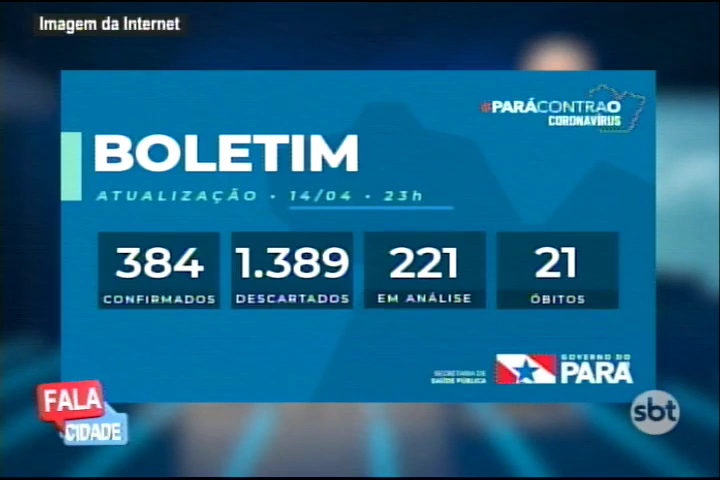 Imagem da Internet
#PARÁCONTRAO
CORONAVÍRUS
BOLETIM
ATUALIZAÇÃO • 14/04 • 23h
384 1.389 221 21
CONFIRMADOS DESCARTADOS EM ANÁLISE ÓBITOS
SECRETARIA DE
SAÚDE PÚBLICA
GOVERNO DO
PARÁ
FALA
CIDADE
sbt